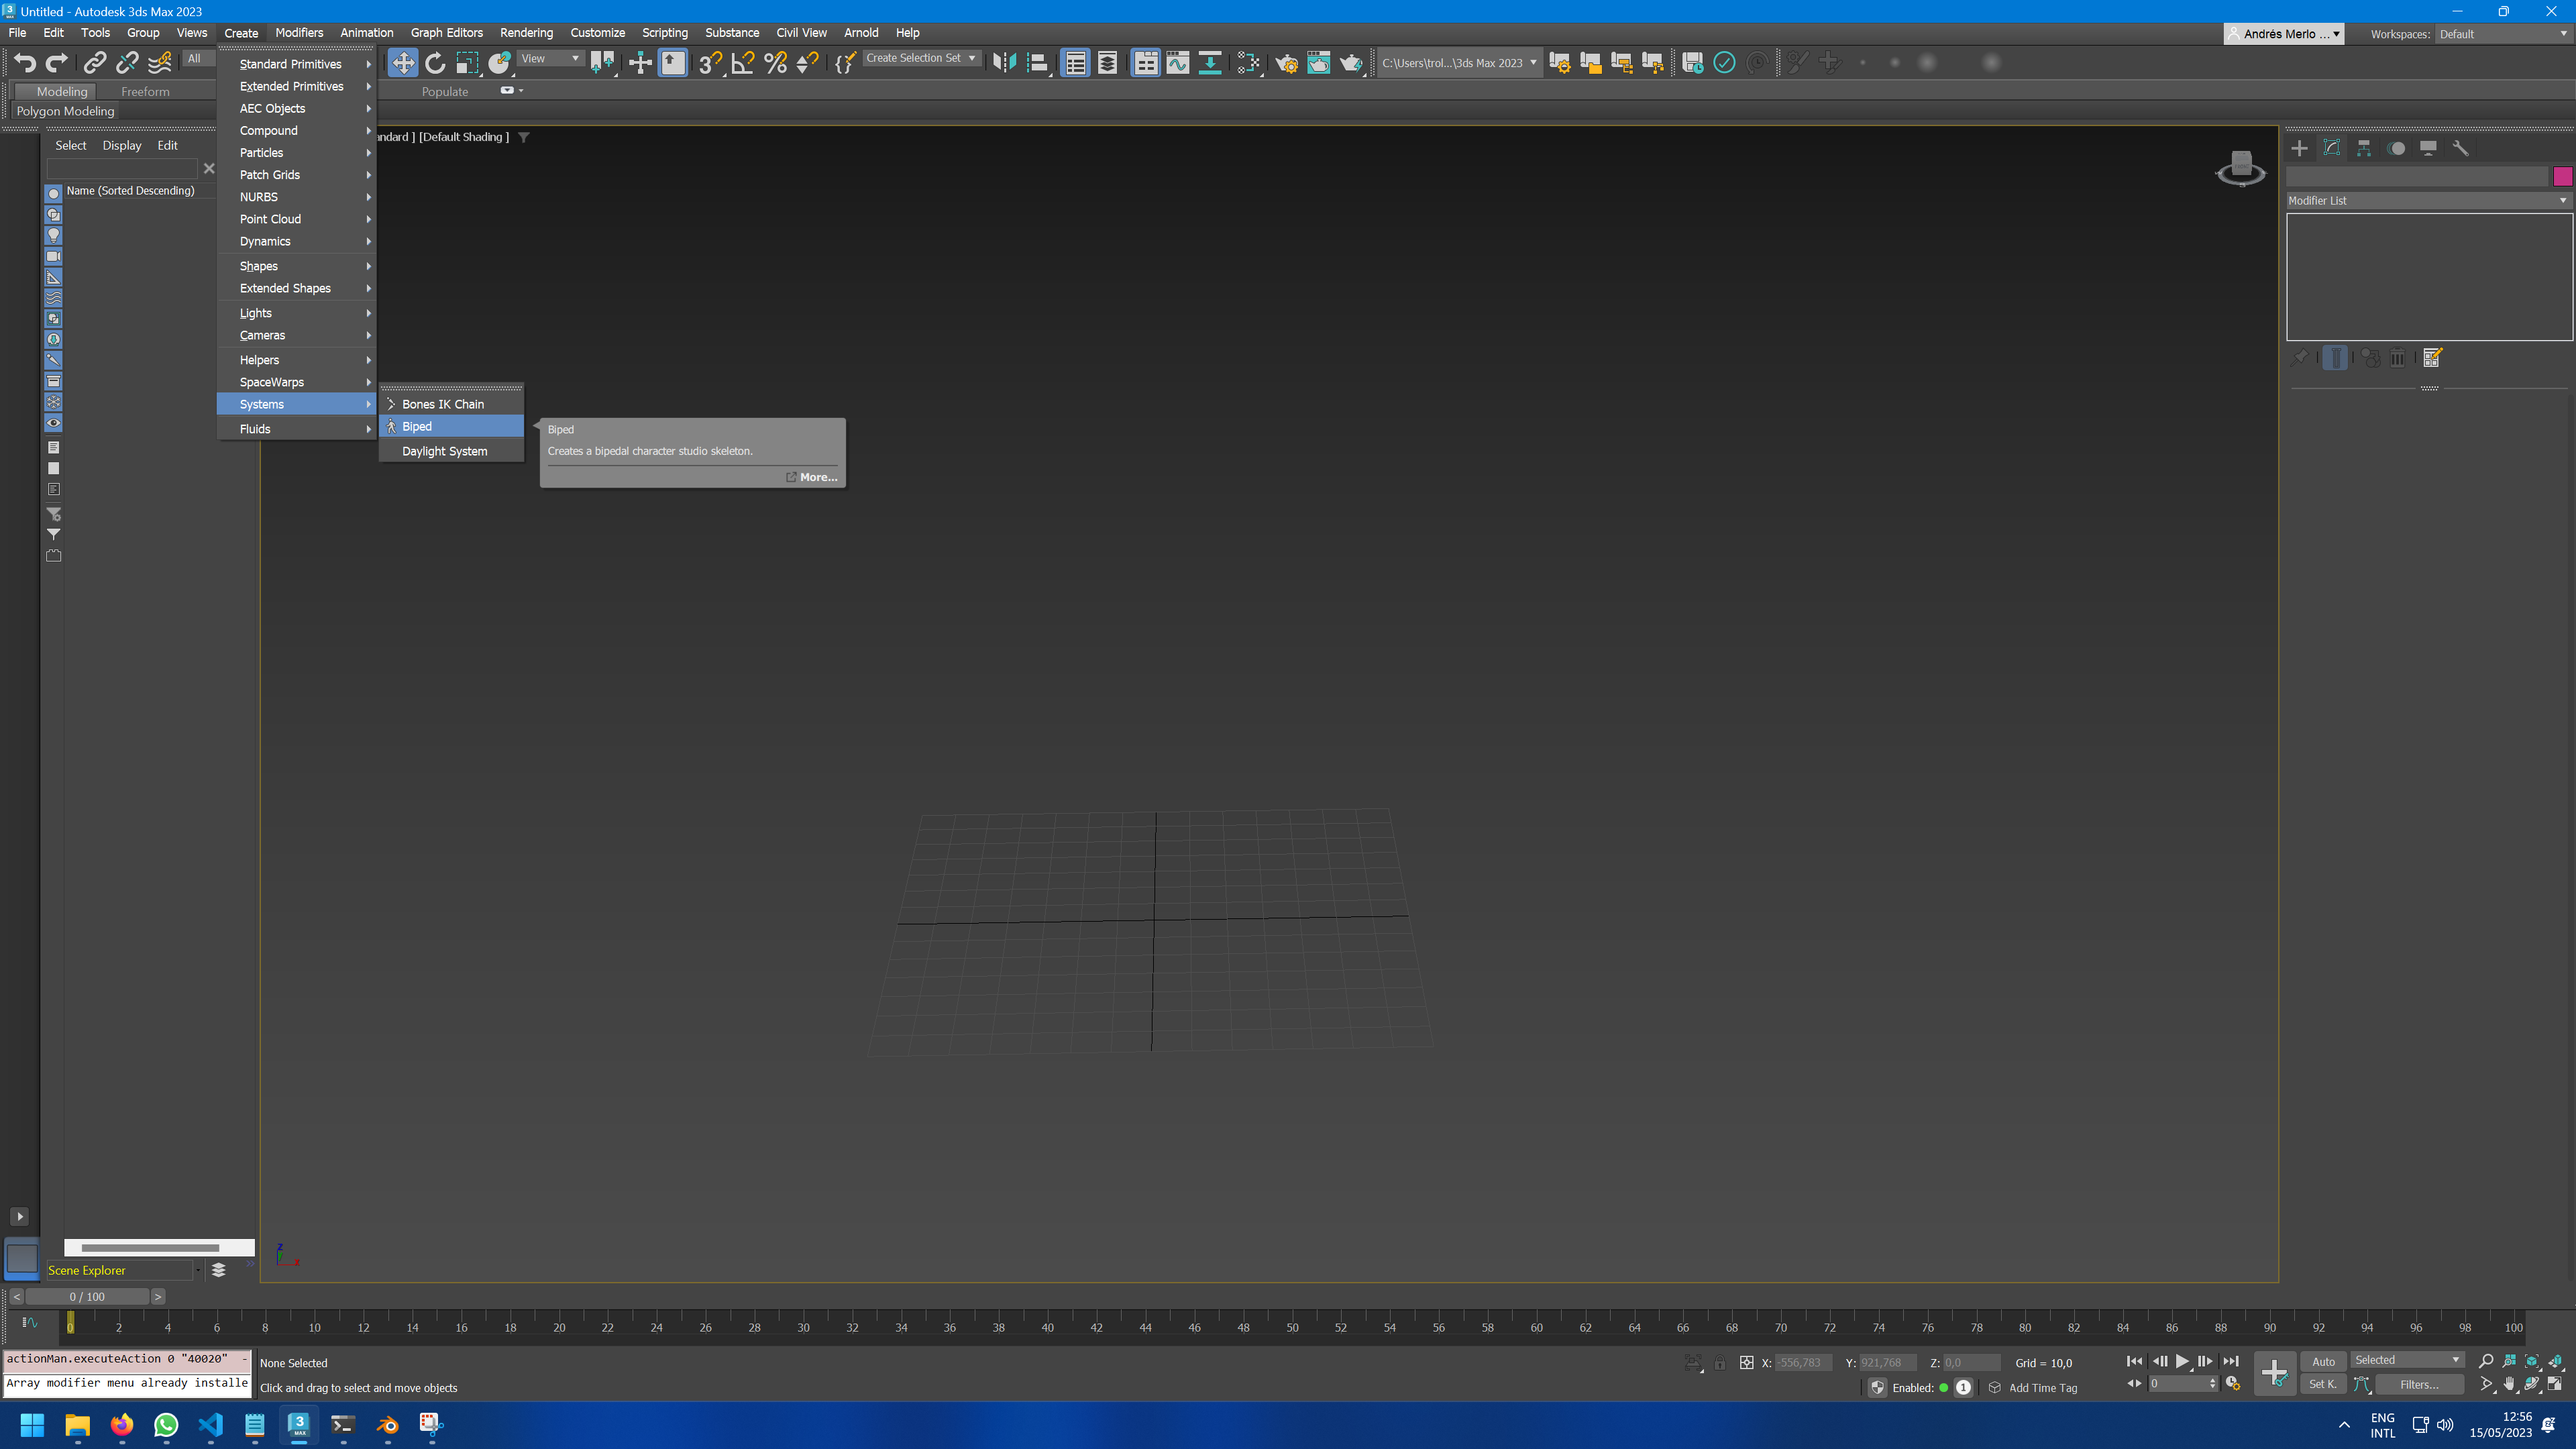 Untitled - Autodesk 3ds Max 2023
File Edit Tools Group Views Create Modifiers Animation Graph Editors Rendering Customize Scripting Substance Civil View Arnold Help
Andrés Merlo ... Workspaces: Default
All View Create Selection Set C:\Users\trol...\3ds Max 2023
Modeling Freeform Populate
Polygon Modeling
Select Display Edit
Name (Sorted Descending)
Standard Primitives
Extended Primitives
AEC Objects
Compound
Particles
Patch Grids
NURBS
Point Cloud
Dynamics
Shapes
Extended Shapes
Lights
Cameras
Helpers
SpaceWarps
Systems
Fluids
Bones IK Chain
Biped
Daylight System
Biped
Creates a bipedal character studio skeleton.
More...
ndard ] [Default Shading ]
Modifier List
Z
X
Scene Explorer
< 0 / 100 >
0 2 4 6 8 10 12 14 16 18 20 22 24 26 28 30 32 34 36 38 40 42 44 46 48 50 52 54 56 58 60 62 64 66 68 70 72 74 76 78 80 82 84 86 88 90 92 94 96 98 100
actionMan.executeAction 0 "40020" -
Array modifier menu already installe
None Selected
Click and drag to select and move objects
X: -556,783 Y: 921,768 Z: 0,0 Grid = 10,0
Enabled: 1 Add Time Tag
0
Auto Selected
Set K. Filters...
ENG
INTL
12:56
15/05/2023